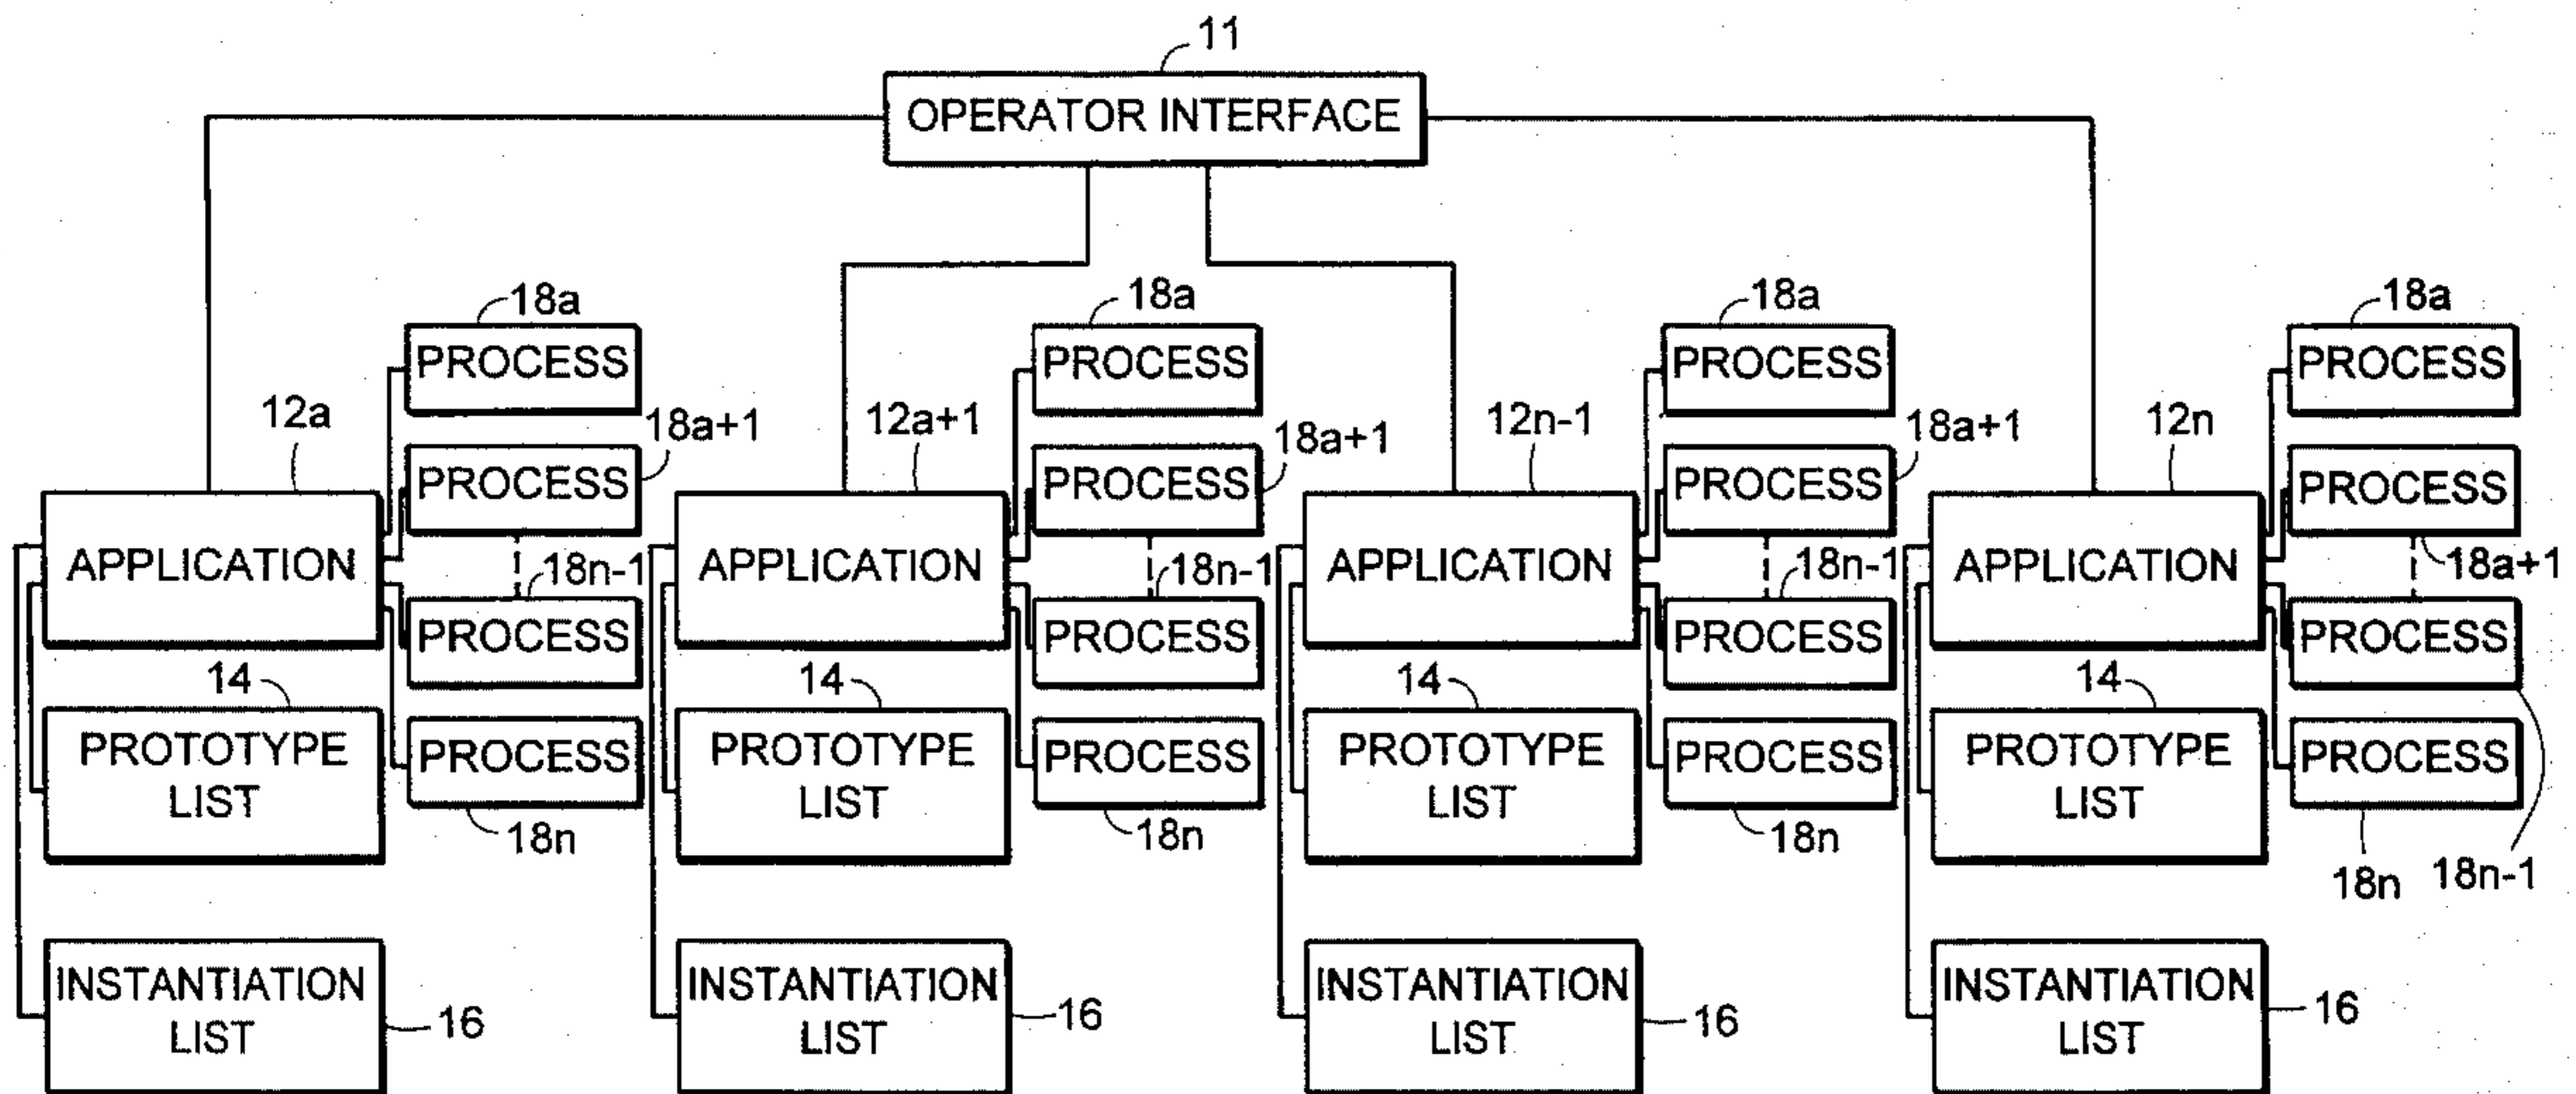 11
OPERATOR INTERFACE
18a
18a
18a
18a
PROCESS
PROCESS
PROCESS
PROCESS
12a
18a+1
12a+1
18a+1
12n-1
18a+1
12n
PROCESS
PROCESS
PROCESS
PROCESS
APPLICATION
18n-1
APPLICATION
18n-1
APPLICATION
18n-1
APPLICATION
18a+1
PROCESS
PROCESS
PROCESS
PROCESS
14
14
14
14
PROTOTYPE
LIST
PROCESS
PROTOTYPE
LIST
PROCESS
PROTOTYPE
LIST
PROCESS
PROTOTYPE
LIST
PROCESS
18n
18n
18n
18n
18n-1
INSTANTIATION
LIST
16
INSTANTIATION
LIST
16
INSTANTIATION
LIST
16
INSTANTIATION
LIST
16